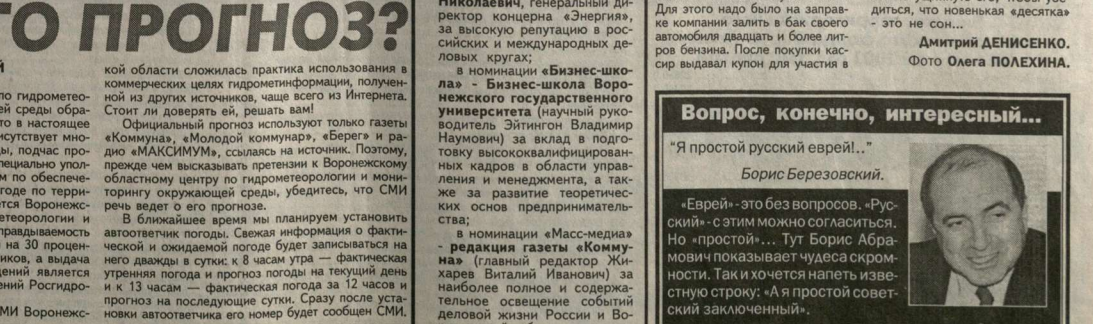 О ПРОГНОЗ?
й
по гидрометео-
ей среды обра-
то в настоящее
исутствует мно-
ды, подчас про-
пециально упол-
м по обеспече-
годе по терри-
ется Воронежс-
етеорологии и
правдываемость
на 30 процен-
иков, а выдача
дений является
ений Росгидро-
МИ Воронежс-
кой области сложилась практика использования в
коммерческих целях гидрометинформации, получен-
ной из других источников, чаще всего из Интернета.
Стоит ли доверять ей, решать вам!
Официальный прогноз используют только газеты
«Коммуна», «Молодой коммунар», «Берег» и ра-
дио «МАКСИМУМ», ссылаясь на источник. Поэтому,
прежде чем высказывать претензии к Воронежскому
областному центру по гидрометеорологии и мони-
торингу окружающей среды, убедитесь, что СМИ
речь ведет о его прогнозе.
В ближайшее время мы планируем установить
автоответчик погоды. Свежая информация о факти-
ческой и ожидаемой погоде будет записываться на
него дважды в сутки: к 8 часам утра — фактическая
утренняя погода и прогноз погоды на текущий день
и к 13 часам — фактическая погода за 12 часов и
прогноз на последующие сутки. Сразу после уста-
новки автоответчика его номер будет сообщен СМИ.
Николаевич, генеральный ди-
ректор концерна «Энергия»,
за высокую репутацию в рос-
сийских и международных де-
ловых кругах;
в номинации «Бизнес-шко-
ла» - Бизнес-школа Воро-
нежского государственного
университета (научный руко-
водитель Эйтингон Владимир
Наумович) за вклад в подго-
товку высококвалифицирован-
ных кадров в области управ-
ления и менеджмента, а так-
же за развитие теоретичес-
ких основ предприниматель-
ства;
в номинации «Масс-медиа»
- редакция газеты «Комму-
на» (главный редактор Жи-
харев Виталий Иванович) за
наиболее полное и содержа-
тельное освещение событий
деловой жизни России и Во-
Для этого надо было на заправ-
ке компании залить в бак своего
автомобиля двадцать и более лит-
ров бензина. После покупки кас-
сир выдавал купон для участия в
диться, что новенькая «десятка»
- это не сон...
Дмитрий ДЕНИСЕНКО.
Фото Олега ПОЛЕХИНА.
Вопрос, конечно, интересный...
"Я простой русский еврей!.."
Борис Березовский.
«Еврей» - это без вопросов. «Рус-
ский» - с этим можно согласиться.
Но «простой»... Тут Борис Абра-
мович показывает чудеса скром-
ности. Так и хочется напеть изве-
стную строку: «А я простой совет-
ский заключенный».